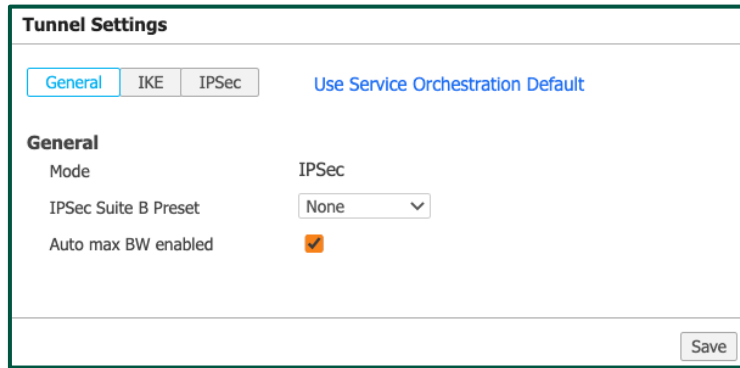 Tunnel Settings
General IKE IPSec Use Service Orchestration Default
General
Mode IPSec
IPSec Suite B Preset None
Auto max BW enabled
Save